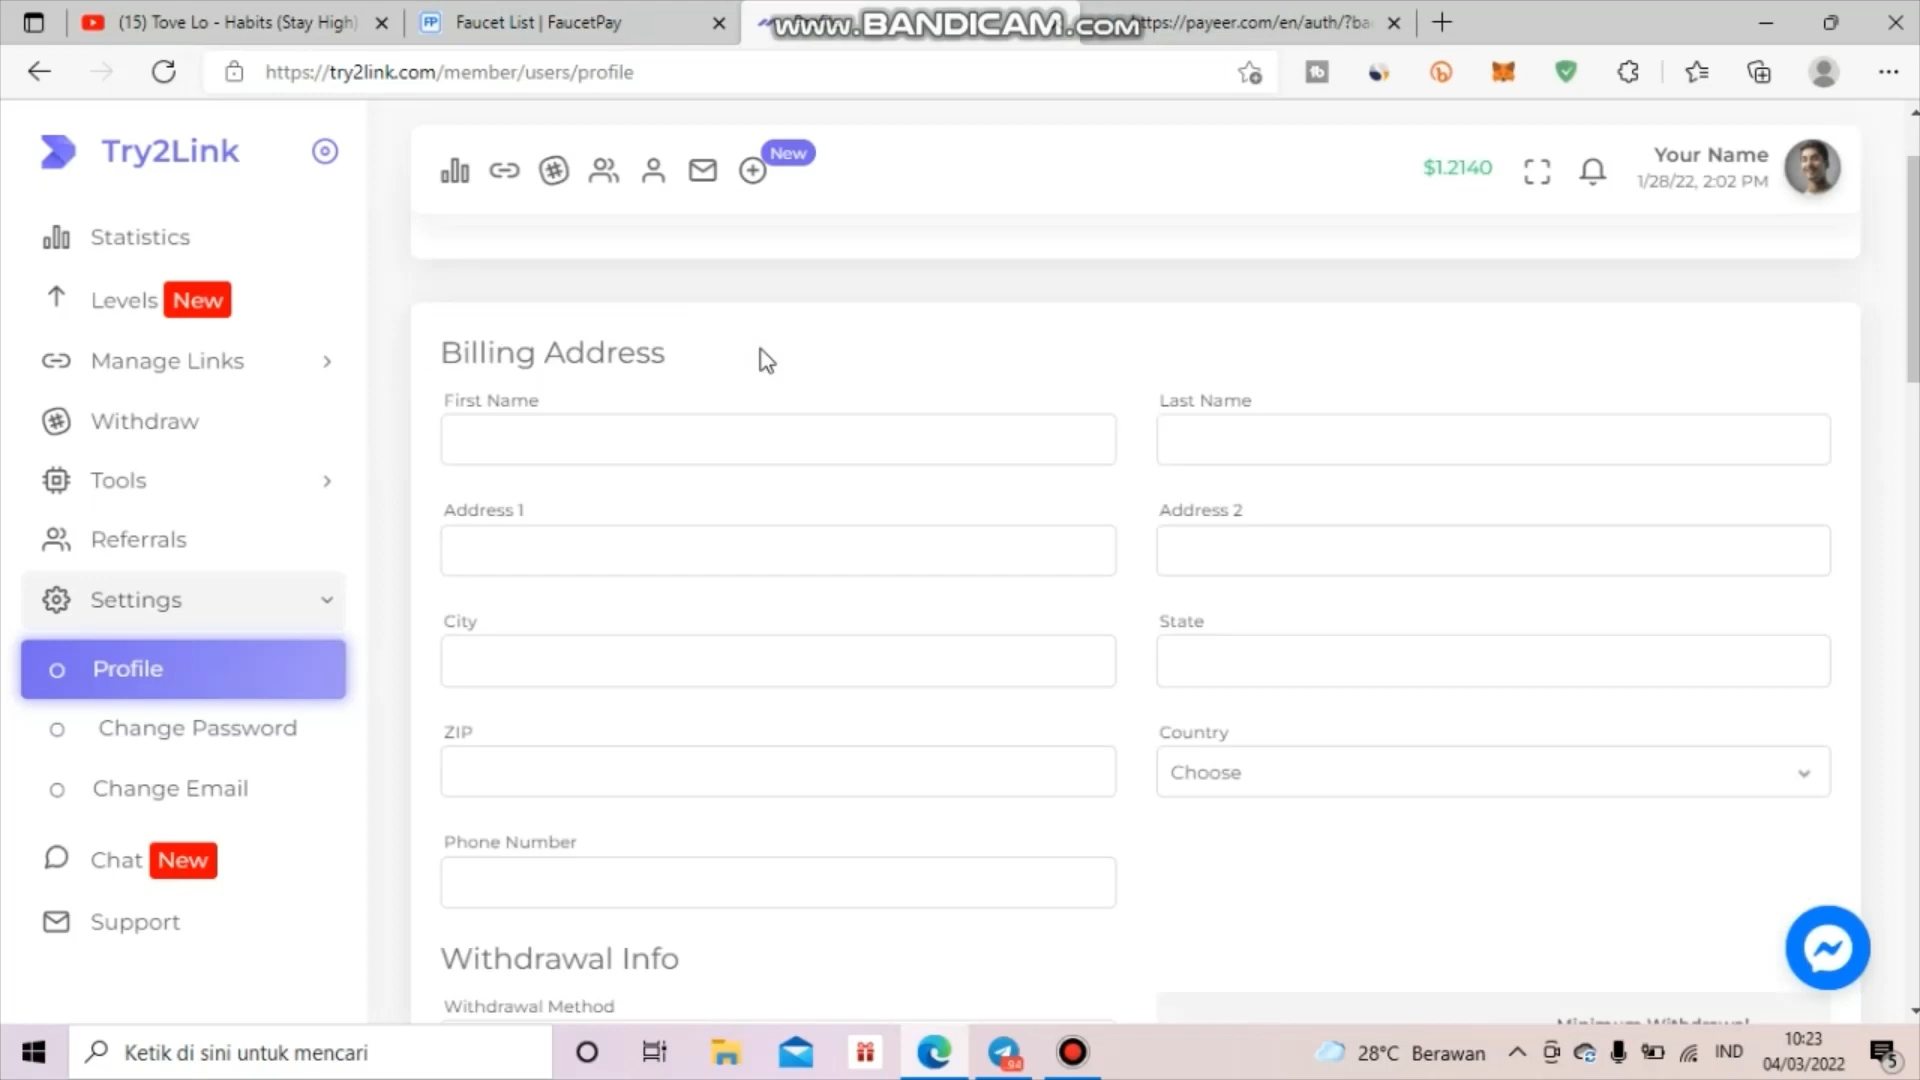 (15) Tove Lo - Habits (Stay High)
Faucet List | FaucetPay
www.BANDICAM.com
https://payeer.com/en/auth/?ba
https://try2link.com/member/users/profile
Try2Link
New
$1.2140
Your Name
1/28/22, 2:02 PM
Statistics
Levels New
Manage Links
Withdraw
Tools
Referrals
Settings
Profile
Change Password
Change Email
Chat New
Support
Billing Address
First Name
Last Name
Address 1
Address 2
City
State
ZIP
Country
Choose
Phone Number
Withdrawal Info
Withdrawal Method
Minimum Withdrawal
Ketik di sini untuk mencari
94
28°C Berawan
IND
10:23
04/03/2022
5